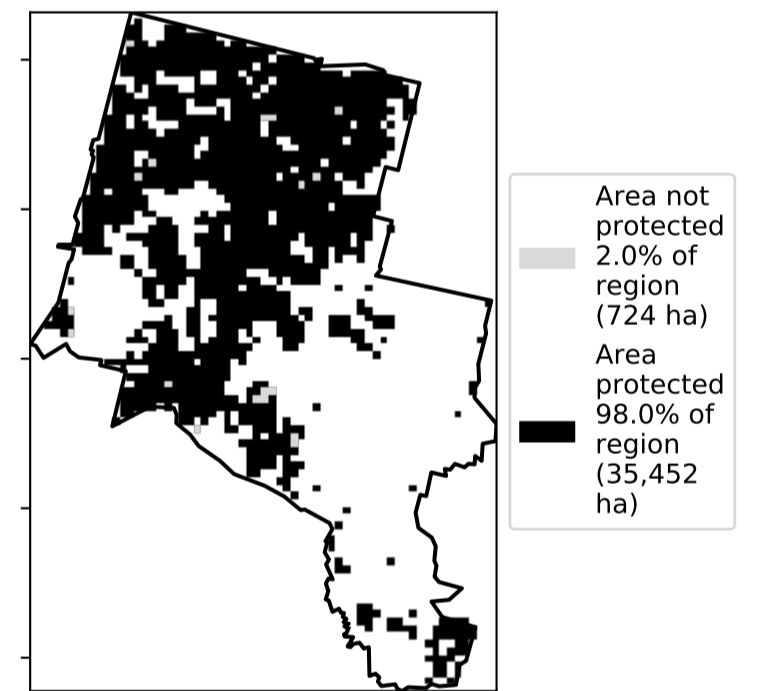 Area not
protected
2.0% of
region
(724 ha)
Area
protected
98.0% of
region
(35,452
ha)